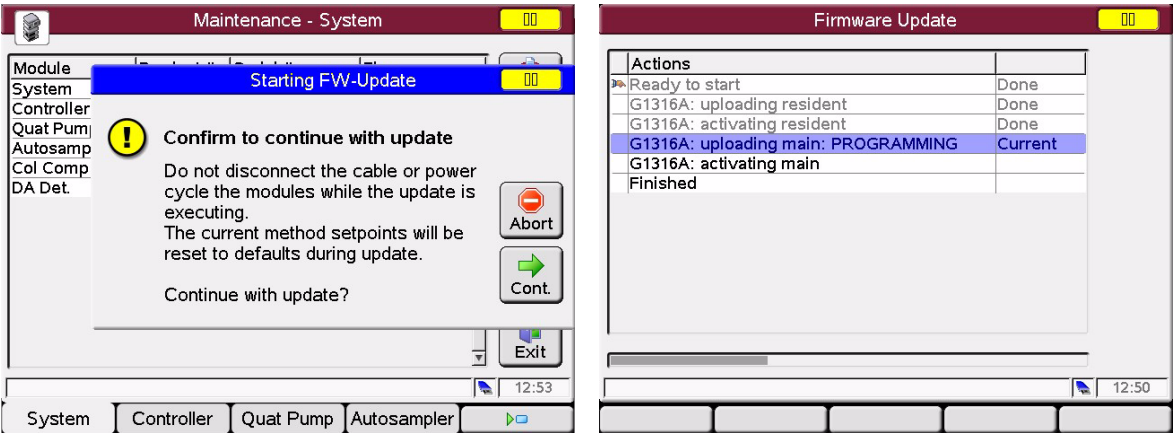 Maintenance - System
Module
System
Controller
Quat Pum
Autosamp
Col Comp
DA Det.
Starting FW-Update
Confirm to continue with update
Do not disconnect the cable or power
cycle the modules while the update is
executing.
The current method setpoints will be
reset to defaults during update.
Continue with update?
Abort
Cont.
Exit
12:53
System Controller Quat Pump Autosampler
Firmware Update
Actions
Ready to start Done
G1316A: uploading resident Done
G1316A: activating resident Done
G1316A: uploading main: PROGRAMMING Current
G1316A: activating main
Finished
12:50